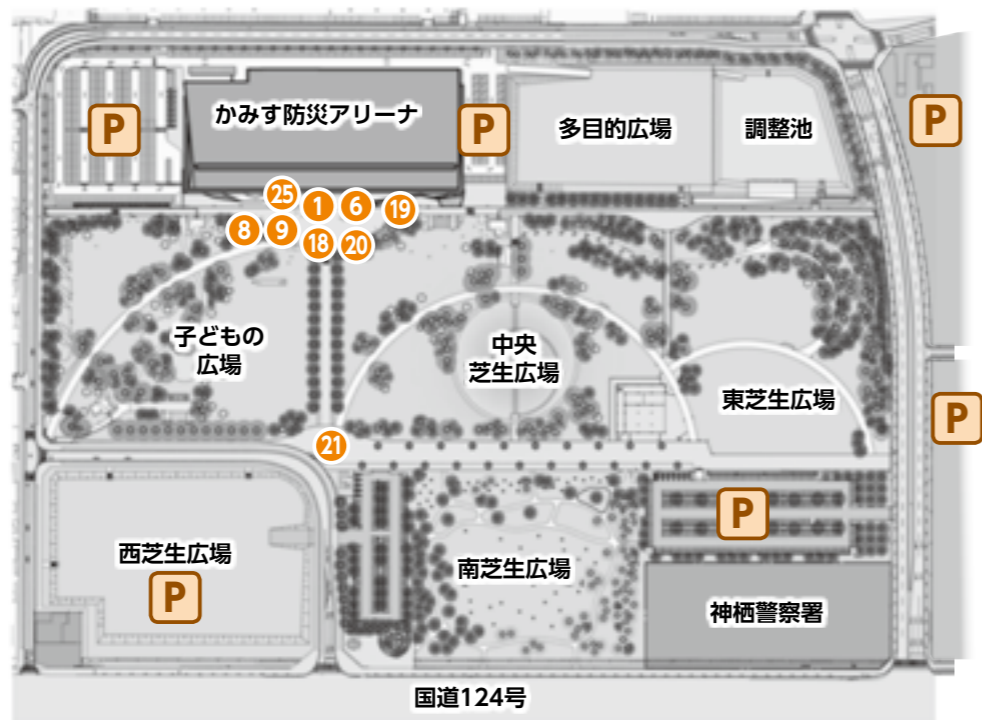 P
かみす防災アリーナ
P
多目的広場
調整池
P
25
1
6
19
8
9
18
20
子どもの
広場
中央
芝生広場
東芝生広場
P
21
西芝生広場
P
南芝生広場
P
神栖警察署
国道124号